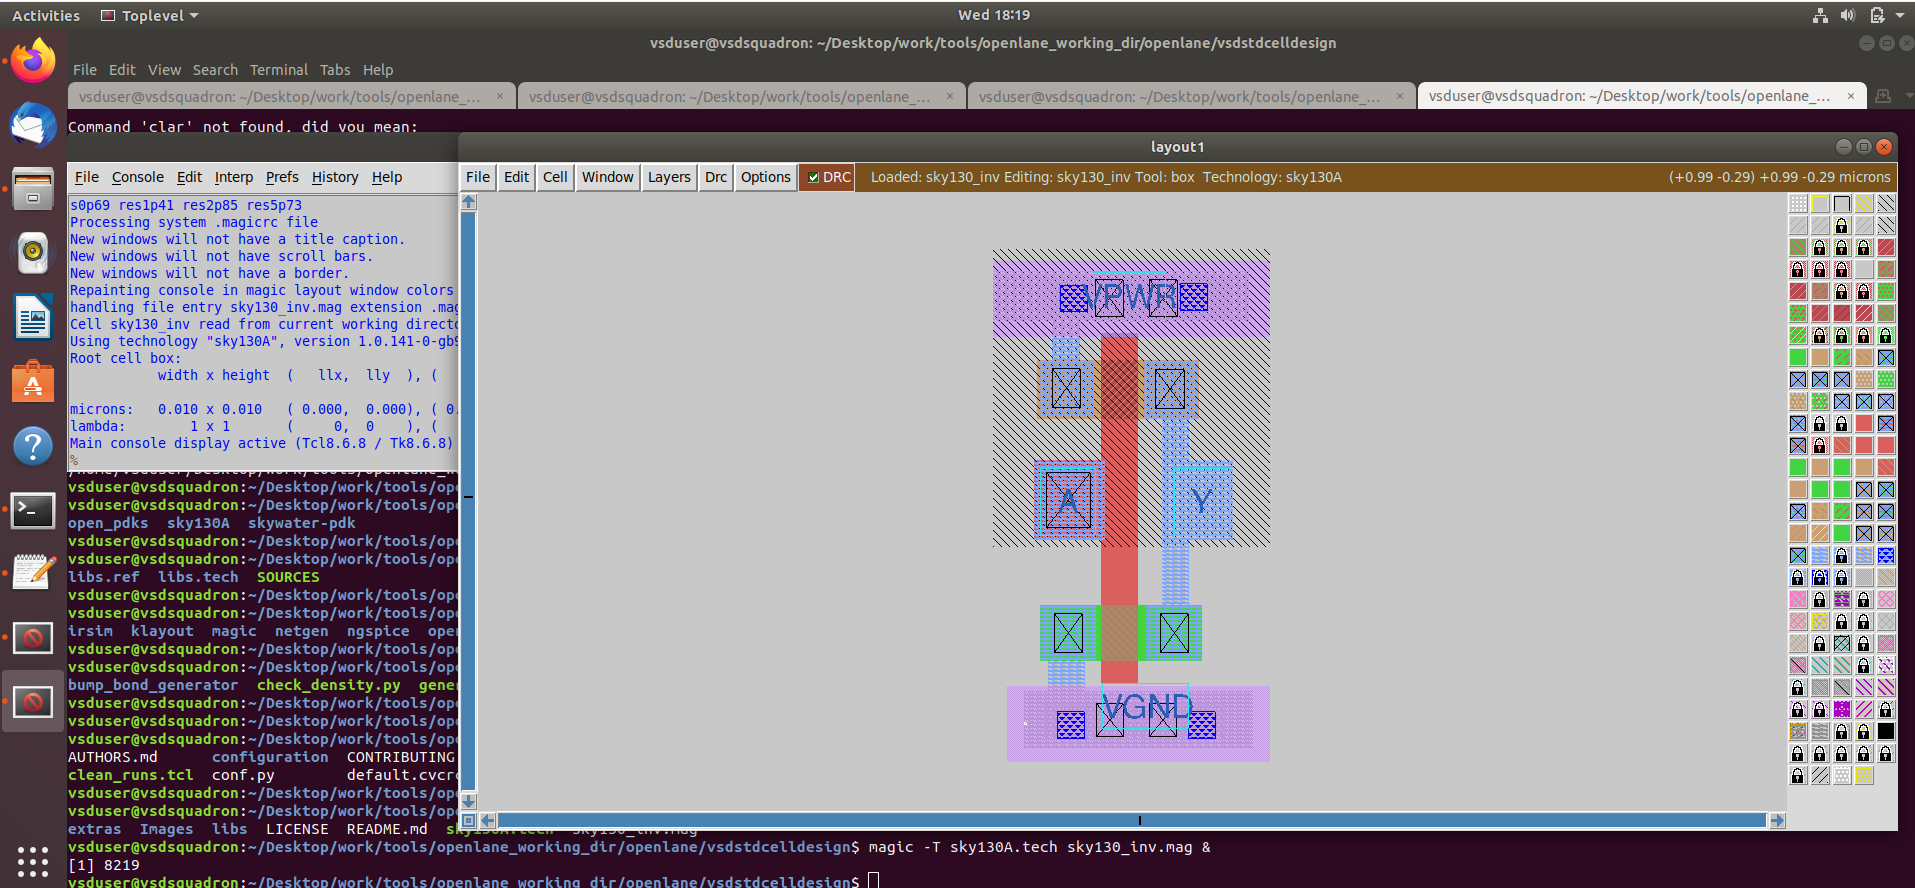 Activities Toplevel Wed 18:19
vsduser@vsdsquadron: ~/Desktop/work/tools/openlane_working_dir/openlane/vsdstdcelldesign
File Edit View Search Terminal Tabs Help
vsduser@vsdsquadron: ~/Desktop/work/tools/openlane_... × vsduser@vsdsquadron: ~/Desktop/work/tools/openlane_... × vsduser@vsdsquadron: ~/Desktop/work/tools/openlane_... × vsduser@vsdsquadron: ~/Desktop/work/tools/openlane_... ×
Command 'clar' not found, did you mean:
layout1
File Console Edit Interp Prefs History Help
File Edit Cell Window Layers Drc Options DRC Loaded: sky130_inv Editing: sky130_inv Tool: box Technology: sky130A (+0.99 -0.29) +0.99 -0.29 microns
s0p69 res1p41 res2p85 res5p73
Processing system .magicrc file
New windows will not have a title caption.
New windows will not have scroll bars.
New windows will not have a border.
Repainting console in magic layout window colors
handling file entry sky130_inv.mag extension .mag
Cell sky130_inv read from current working directo
Using technology "sky130A", version 1.0.141-0-gb9
Root cell box:
width x height ( llx, lly ), (
microns: 0.010 x 0.010 ( 0.000, 0.000), ( 0.
lambda: 1 x 1 ( 0, 0 ), (
Main console display active (Tcl8.6.8 / Tk8.6.8)
%
VPWR
A
Y
VGND
vsduser@vsdsquadron:~/Desktop/work/tools/ope
vsduser@vsdsquadron:~/Desktop/work/tools/ope
open_pdks sky130A skywater-pdk
vsduser@vsdsquadron:~/Desktop/work/tools/ope
vsduser@vsdsquadron:~/Desktop/work/tools/ope
libs.ref libs.tech SOURCES
vsduser@vsdsquadron:~/Desktop/work/tools/ope
vsduser@vsdsquadron:~/Desktop/work/tools/ope
irsim klayout magic netgen ngspice open
vsduser@vsdsquadron:~/Desktop/work/tools/ope
vsduser@vsdsquadron:~/Desktop/work/tools/ope
bump_bond_generator check_density.py gener
vsduser@vsdsquadron:~/Desktop/work/tools/ope
vsduser@vsdsquadron:~/Desktop/work/tools/ope
vsduser@vsdsquadron:~/Desktop/work/tools/ope
AUTHORS.md configuration CONTRIBUTING
clean_runs.tcl conf.py default.cvcrc
vsduser@vsdsquadron:~/Desktop/work/tools/ope
vsduser@vsdsquadron:~/Desktop/work/tools/ope
extras Images libs LICENSE README.md sky130A.tech sky130_inv.mag
vsduser@vsdsquadron:~/Desktop/work/tools/openlane_working_dir/openlane/vsdstdcelldesign$ magic -T sky130A.tech sky130_inv.mag &
[1] 8219
vsduser@vsdsquadron:~/Desktop/work/tools/openlane_working_dir/openlane/vsdstdcelldesign$